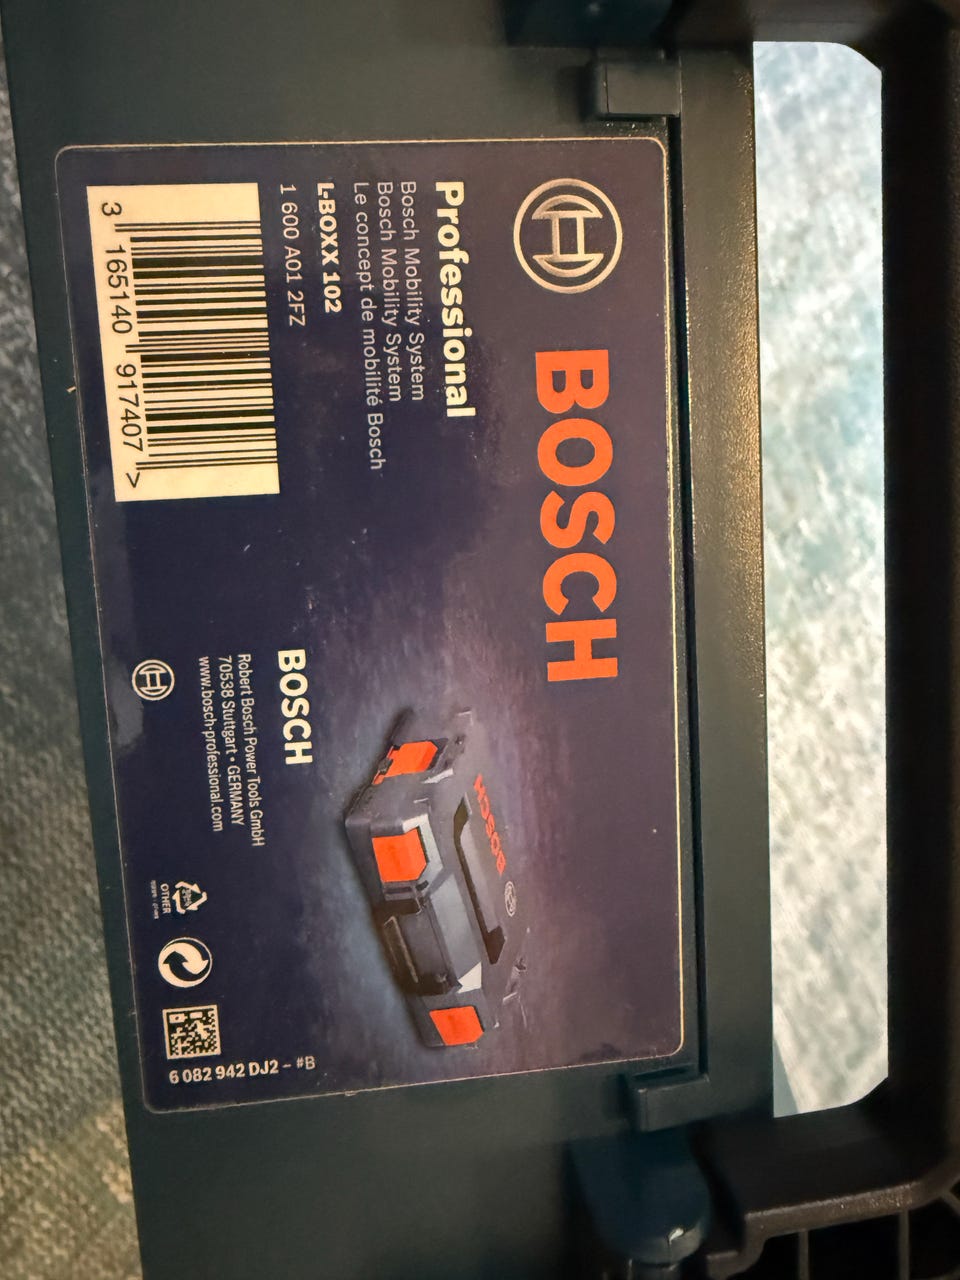 BOSCH
Professional
Bosch Mobility System
Bosch Mobility System
Le concept de mobilité Bosch
L-BOXX 102
1 600 A01 2FZ
3 165140 917407 >
BOSCH
BOSCH
Robert Bosch Power Tools GmbH
70538 Stuttgart • GERMANY
www.bosch-professional.com
OTHER
6 082 942 DJ2 – #B